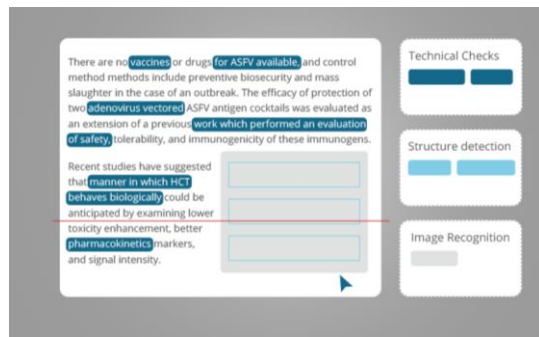 There are no vaccines or drugs for ASFV available, and control
method methods include preventive biosecurity and mass
slaughter in the case of an outbreak. The efficacy of protection of
two adenovirus vectored ASFV antigen cocktails was evaluated as
an extension of a previous work which performed an evaluation
of safety, tolerability, and immunogenicity of these immunogens.
Recent studies have suggested
that manner in which HCT
behaves biologically could be
anticipated by examining lower
toxicity enhancement, better
pharmacokinetics markers,
and signal intensity.
Technical Checks
Structure detection
Image Recognition